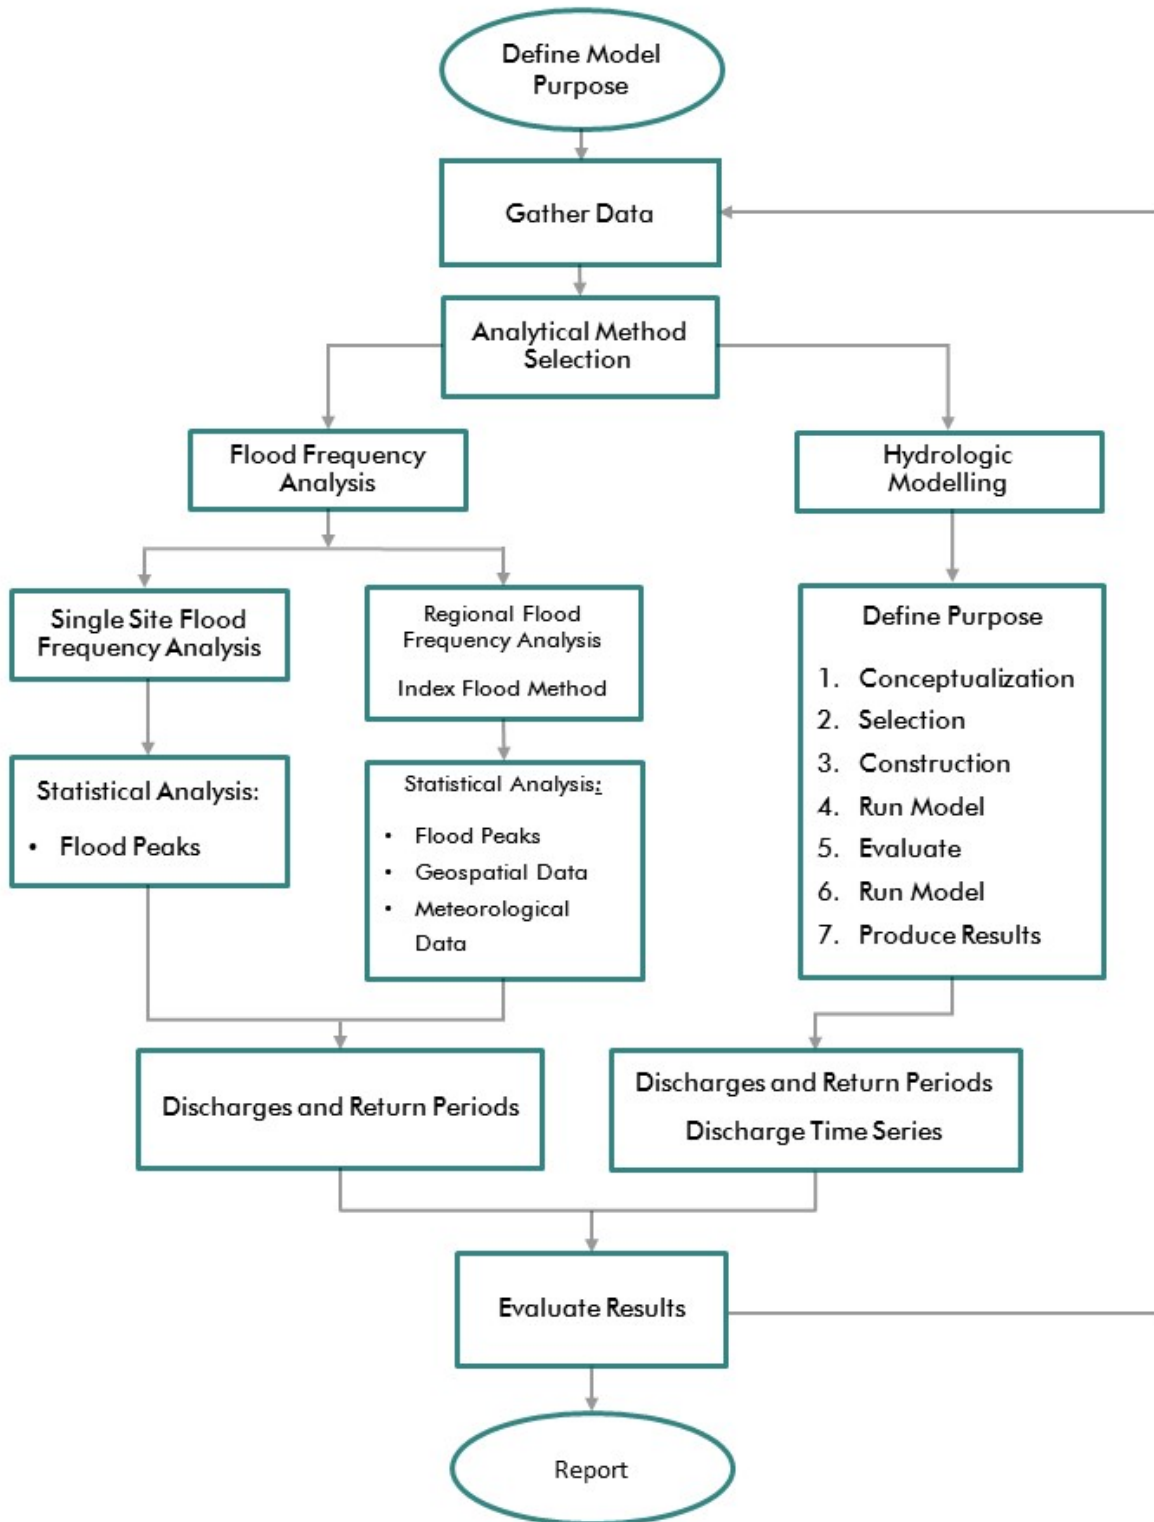 Define Model
Purpose
Gather Data
Analytical Method
Selection
Flood Frequency
Analysis
Hydrologic
Modelling
Single Site Flood
Frequency Analysis
Regional Flood
Frequency Analysis
Index Flood Method
Define Purpose
1. Conceptualization
2. Selection
3. Construction
4. Run Model
5. Evaluate
6. Run Model
7. Produce Results
Statistical Analysis:
• Flood Peaks
Statistical Analysis:
• Flood Peaks
• Geospatial Data
• Meteorological
Data
Discharges and Return Periods
Discharges and Return Periods
Discharge Time Series
Evaluate Results
Report